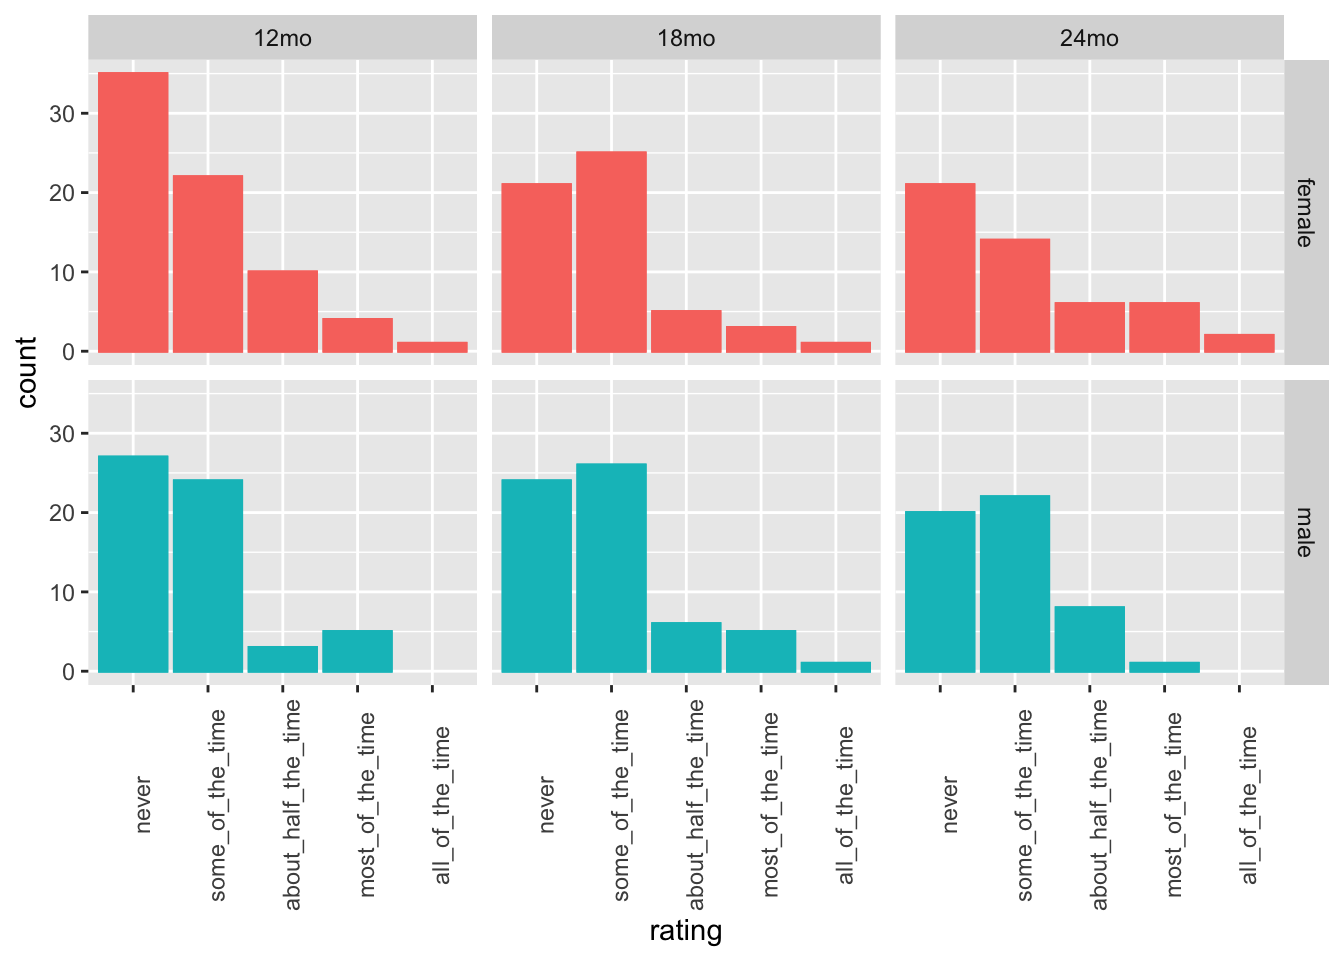 12mo 18mo 24mo
30
20
10
0
female
count
30
20
10
0
male
never some_of_the_time about_half_the_time most_of_the_time all_of_the_time never some_of_the_time about_half_the_time most_of_the_time all_of_the_time never some_of_the_time about_half_the_time most_of_the_time all_of_the_time
rating